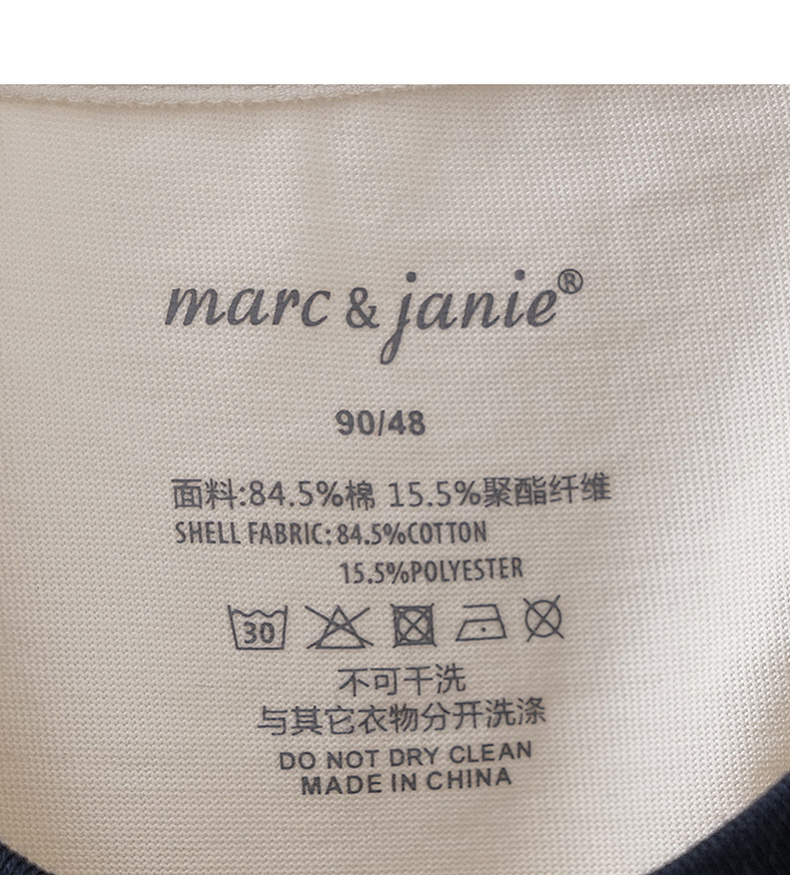 marc & janie®
90/48
面料:84.5%棉 15.5%聚酯纤维
SHELL FABRIC:84.5%COTTON
15.5%POLYESTER
30
不可干洗
与其它衣物分开洗涤
DO NOT DRY CLEAN
MADE IN CHINA